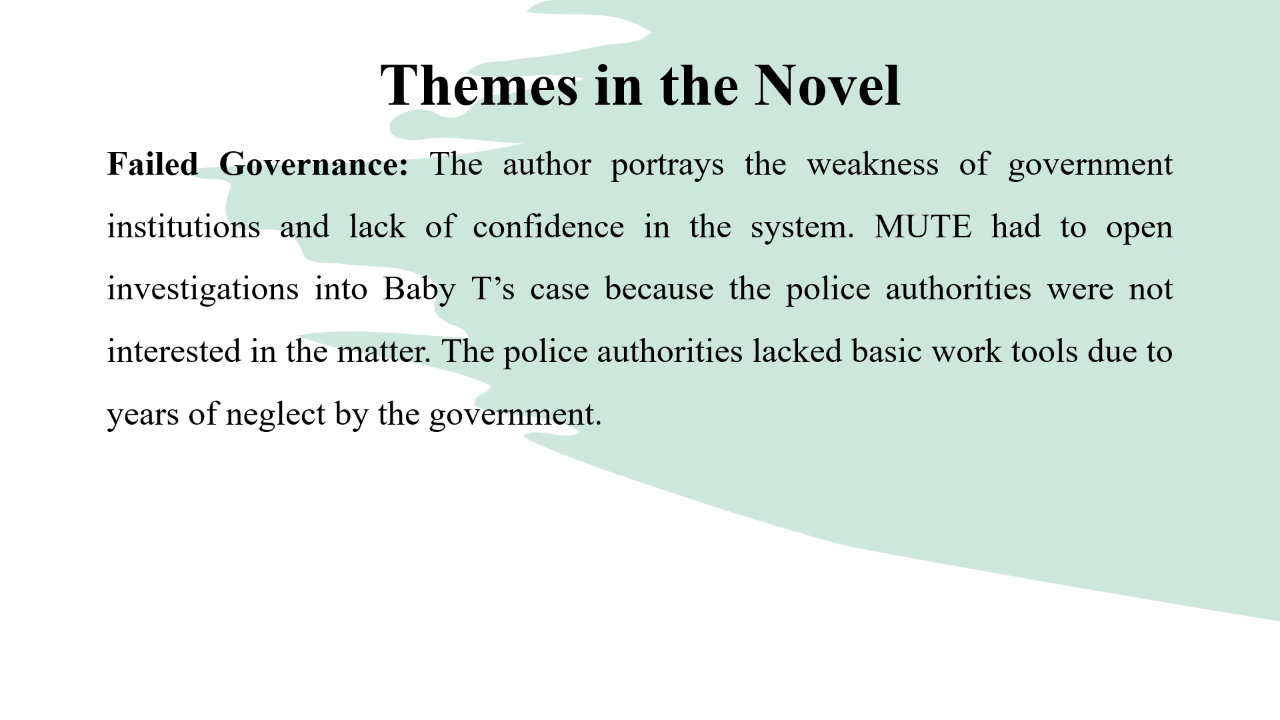 Themes in the Novel
Failed Governance: The author portrays the weakness of government
institutions and lack of confidence in the system. MUTE had to open
investigations into Baby T’s case because the police authorities were not
interested in the matter. The police authorities lacked basic work tools due to
years of neglect by the government.